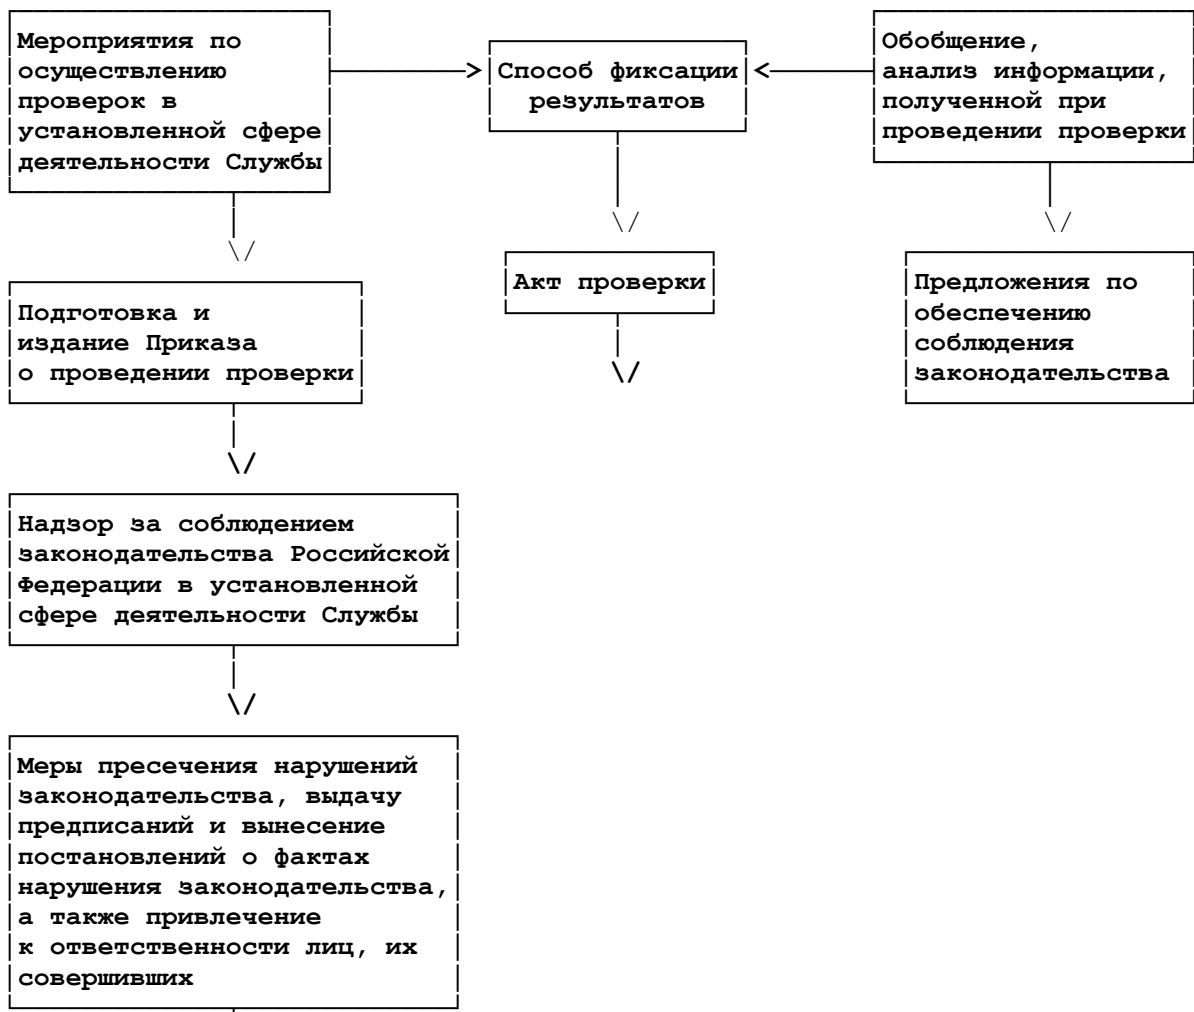 Мероприятия по
осуществлению
проверок в
установленной сфере
деятельности Службы
Способ фиксации
результатов
Обобщение,
анализ информации,
полученной при
проведении проверки
Подготовка и
издание Приказа
о проведении проверки
Акт проверки
Предложения по
обеспечению
соблюдения
законодательства
Надзор за соблюдением
законодательства Российской
Федерации в установленной
сфере деятельности Службы
Меры пресечения нарушений
законодательства, выдачу
предписаний и вынесение
постановлений о фактах
нарушения законодательства,
а также привлечение
к ответственности лиц, их
совершивших